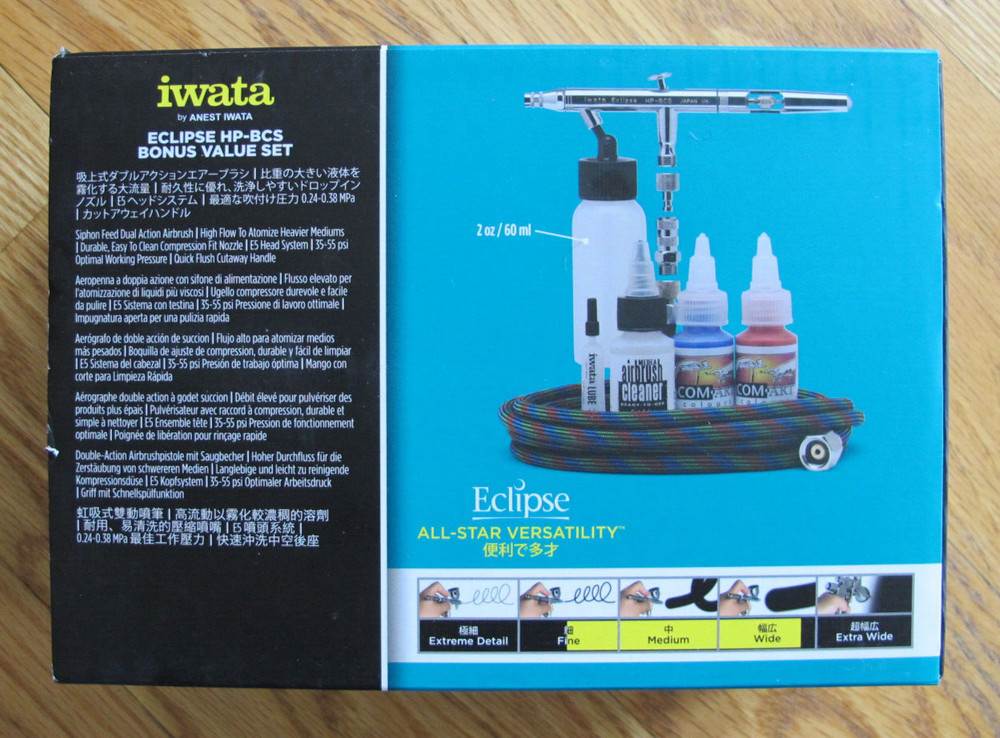 iwata
by ANEST IWATA
ECLIPSE HP-BCS
BONUS VALUE SET
吸上式ダブルアクションエアーブラシ | 比重の大きい液体を
霧化する大流量 | 耐久性に優れ、洗浄しやすいドロップイン
ノズル | E5ヘッドシステム | 最適な吹付け圧力 0.24-0.38 MPa
| カットアウェイハンドル
Siphon Feed Dual Action Airbrush | High Flow To Atomize Heavier Mediums
| Durable, Easy To Clean Compression Fit Nozzle | E5 Head System | 35-55 psi
Optimal Working Pressure | Quick Flush Cutaway Handle
Aeropenna a doppia azione con sifone di alimentazione | Flusso elevato per
l'atomizzazione di liquidi più viscosi | Ugello compressore durevole e facile
da pulire | E5 Sistema con testina | 35-55 psi Pressione di lavoro ottimale |
Impugnatura aperta per una pulizia rapida
Aerógrafo de doble acción de succion | Flujo alto para atomizar medios
más pesados | Boquilla de ajuste de compression, durable y fácil de limpiar
| E5 Sistema del cabezal | 35-55 psi Presión de trabajo óptima | Mango con
corte para Limpieza Rápida
Aérographe double action à godet succion | Débit élevé pour pulvériser des
produits plus épais | Pulvérisateur avec raccord à compression, durable et
simple à nettoyer | E5 Ensemble tête | 35-55 psi Pression de fonctionnement
optimale | Poignée de libération pour rinçage rapide
Double-Action Airbrushpistole mit Saugbecher | Hoher Durchfluss für die
Zerstäubung von schwereren Medien | Langlebige und leicht zu reinigende
Kompressionsdüse | E5 Kopfsystem | 35-55 psi Optimaler Arbeitsdruck
| Griff mit Schnellspülfunktion
虹吸式雙動噴筆 | 高流動以霧化較濃稠的溶劑
| 耐用、易清洗的壓縮噴嘴 | E5 噴頭系統 |
0.24-0.38 MPa 最佳工作壓力 | 快速沖洗中空後座
Iwata Eclipse HP-BCS JAPAN
2 oz / 60 ml
iwata LUBE
MEDEA
airbrush
cleaner
READY-TO-USE
COM·ART
colours
COM·ART
Eclipse
ALL-STAR VERSATILITY™
便利で多才
極細
Extreme Detail
細
Fine
中
Medium
幅広
Wide
超幅広
Extra Wide